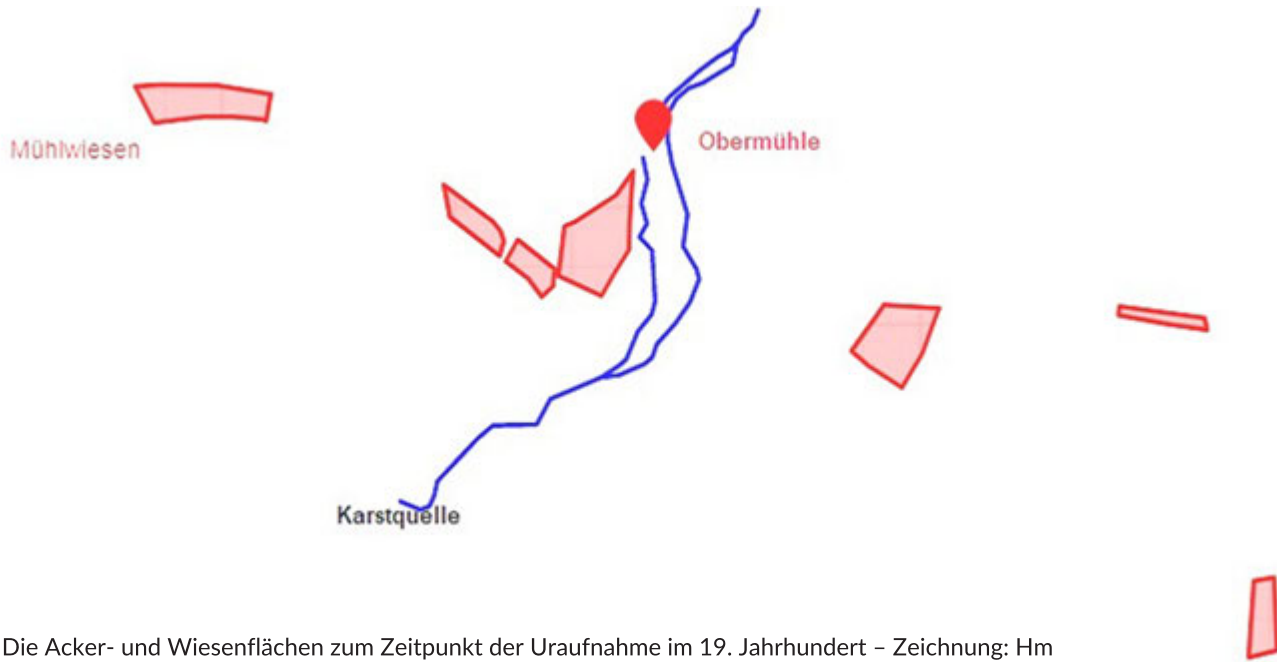 Obermühle
Mühlwiesen
Karstquelle
Die Acker- und Wiesenflächen zum Zeitpunkt der Uraufnahme im 19. Jahrhundert – Zeichnung: Hm